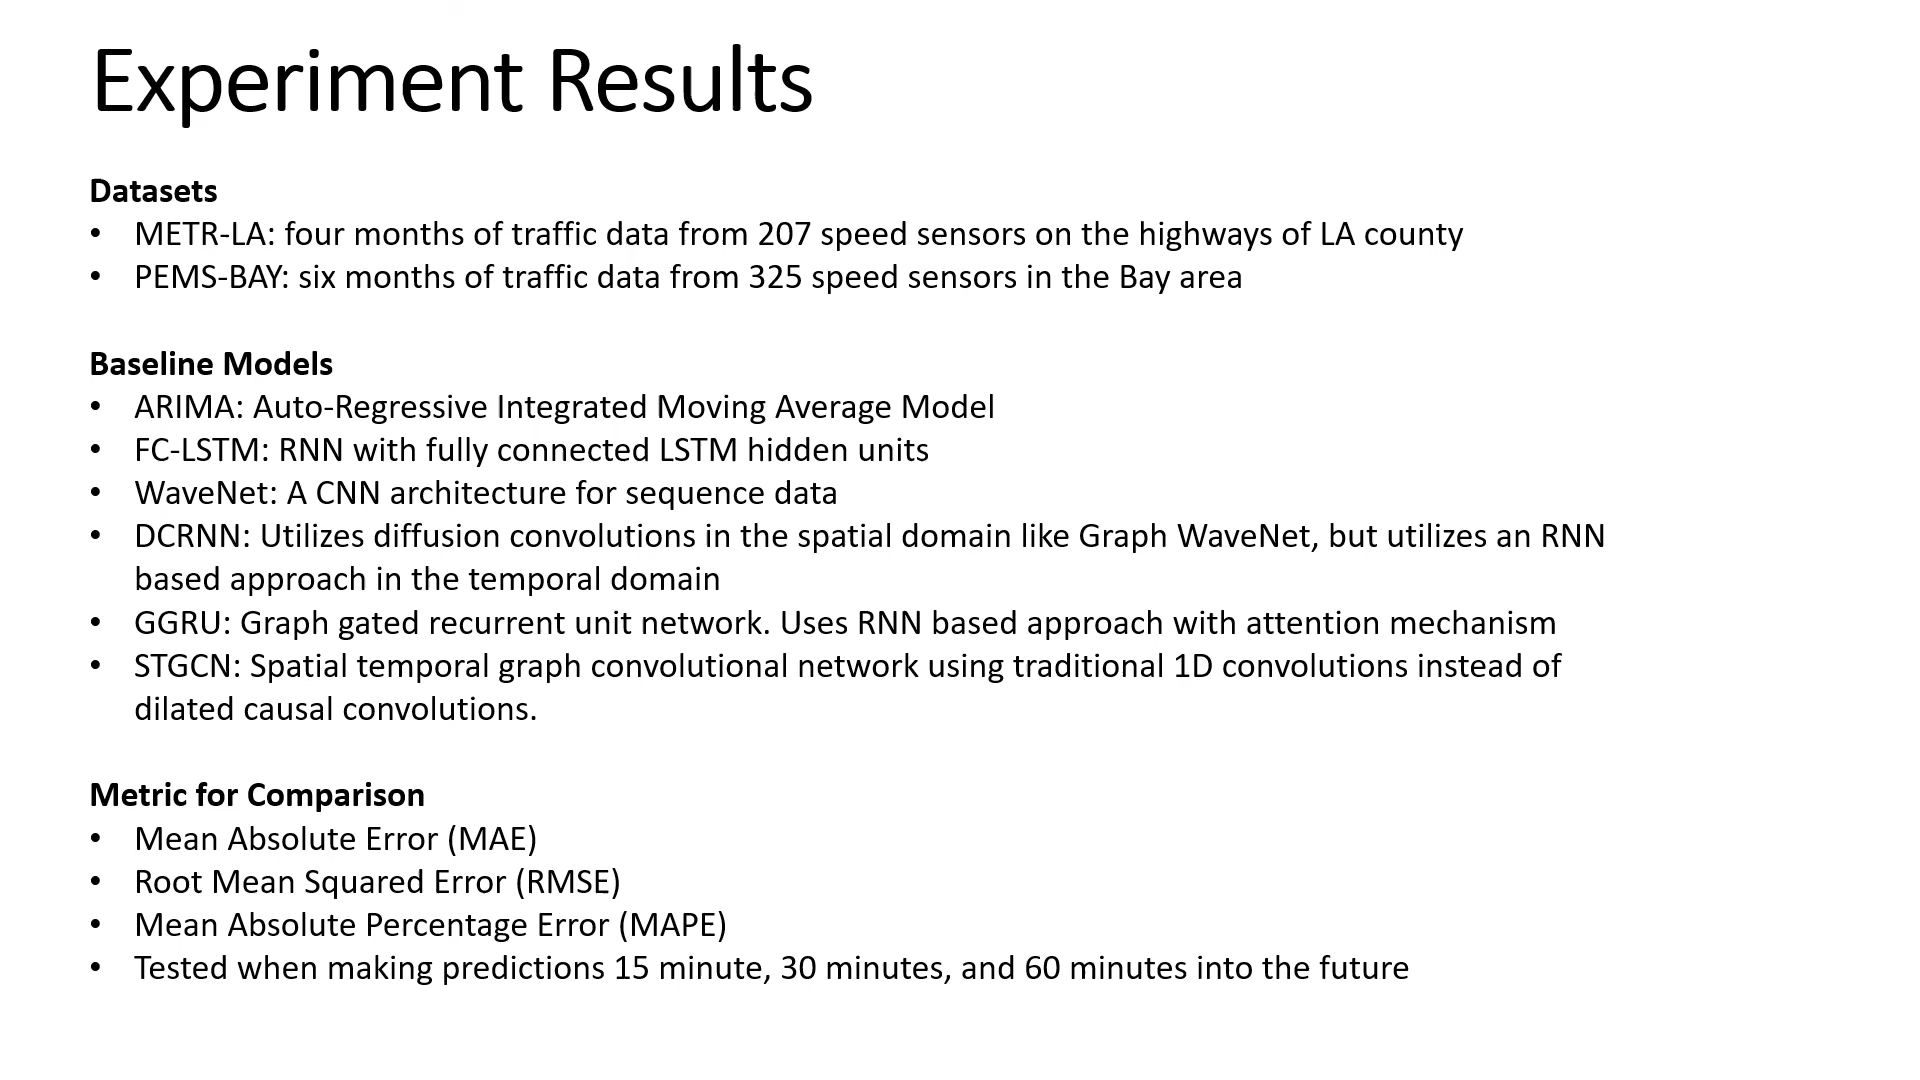 Experiment Results
Datasets
• METR-LA: four months of traffic data from 207 speed sensors on the highways of LA county
• PEMS-BAY: six months of traffic data from 325 speed sensors in the Bay area
Baseline Models
• ARIMA: Auto-Regressive Integrated Moving Average Model
• FC-LSTM: RNN with fully connected LSTM hidden units
• WaveNet: A CNN architecture for sequence data
• DCRNN: Utilizes diffusion convolutions in the spatial domain like Graph WaveNet, but utilizes an RNN
based approach in the temporal domain
• GGRU: Graph gated recurrent unit network. Uses RNN based approach with attention mechanism
• STGCN: Spatial temporal graph convolutional network using traditional 1D convolutions instead of
dilated causal convolutions.
Metric for Comparison
• Mean Absolute Error (MAE)
• Root Mean Squared Error (RMSE)
• Mean Absolute Percentage Error (MAPE)
• Tested when making predictions 15 minute, 30 minutes, and 60 minutes into the future